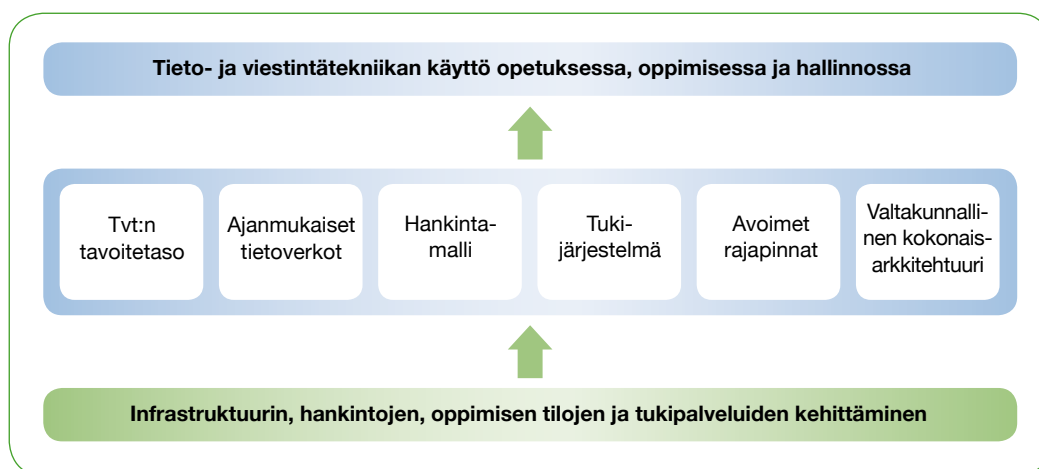 Tieto- ja viestintätekniikan käyttö opetuksessa, oppimisessa ja hallinnossa
Tvt:n
tavoitetaso
Ajanmukaiset
tietoverkot
Hankinta-
malli
Tuki-
järjestelmä
Avoimet
rajapinnat
Valtakunnalli-
nen kokonais-
arkkitehtuuri
Infrastruktuurin, hankintojen, oppimisen tilojen ja tukipalveluiden kehittäminen